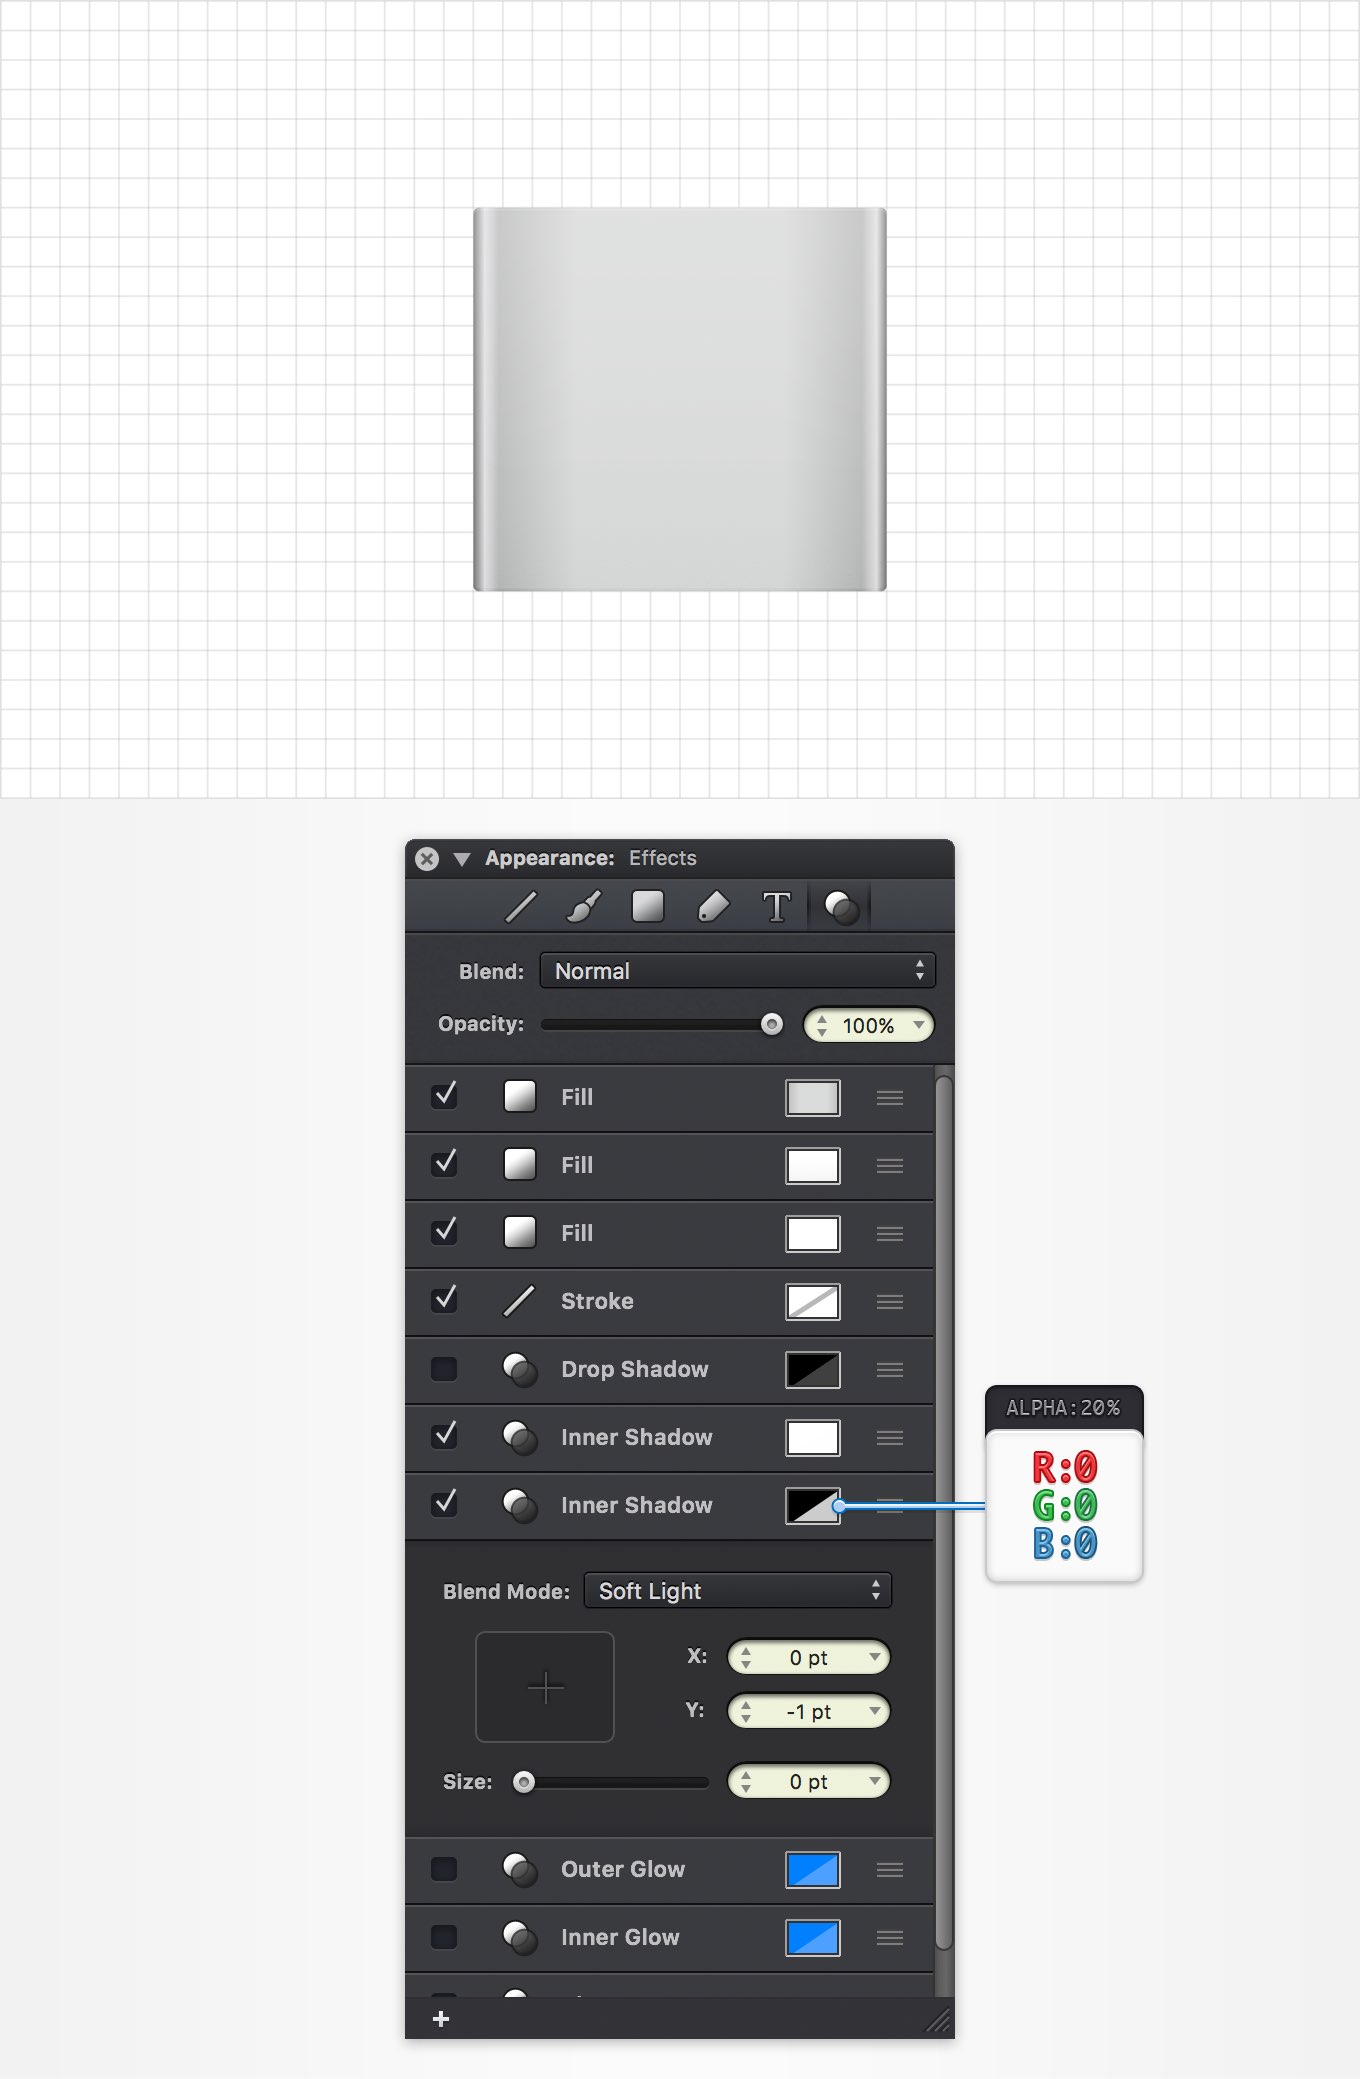 Appearance: Effects
T
Blend: Normal
Opacity: 100%
Fill
Fill
Fill
Stroke
Drop Shadow
Inner Shadow
Inner Shadow
ALPHA:20%
R:0
G:0
B:0
Blend Mode: Soft Light
X: 0 pt
Y: -1 pt
Size: 0 pt
Outer Glow
Inner Glow